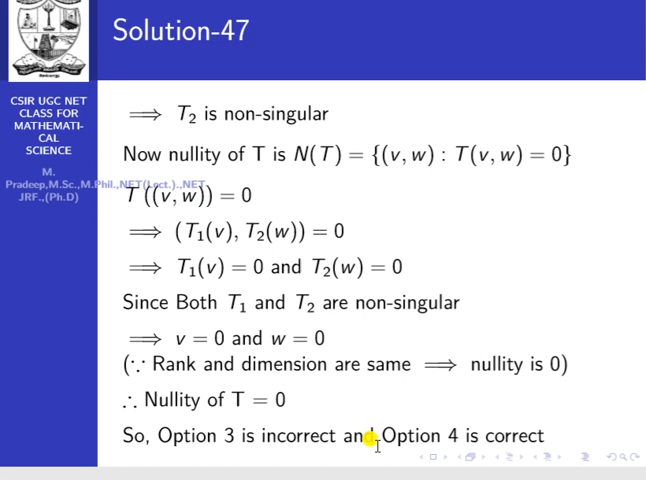 Solution-47
CSIR UGC NET
CLASS FOR
MATHEMATI-
CAL
SCIENCE
M.
Pradeep,M.Sc.,M.Phil.,NET(Lect.).,NET-
JRF.,(Ph.D)
⟹ T₂ is non-singular
Now nullity of T is N(T) = {(v, w) : T(v, w) = 0}
T ((v, w)) = 0
⟹ (T₁(v), T₂(w)) = 0
⟹ T₁(v) = 0 and T₂(w) = 0
Since Both T₁ and T₂ are non-singular
⟹ v = 0 and w = 0
(∵ Rank and dimension are same ⟹ nullity is 0)
∴ Nullity of T = 0
So, Option 3 is incorrect and Option 4 is correct